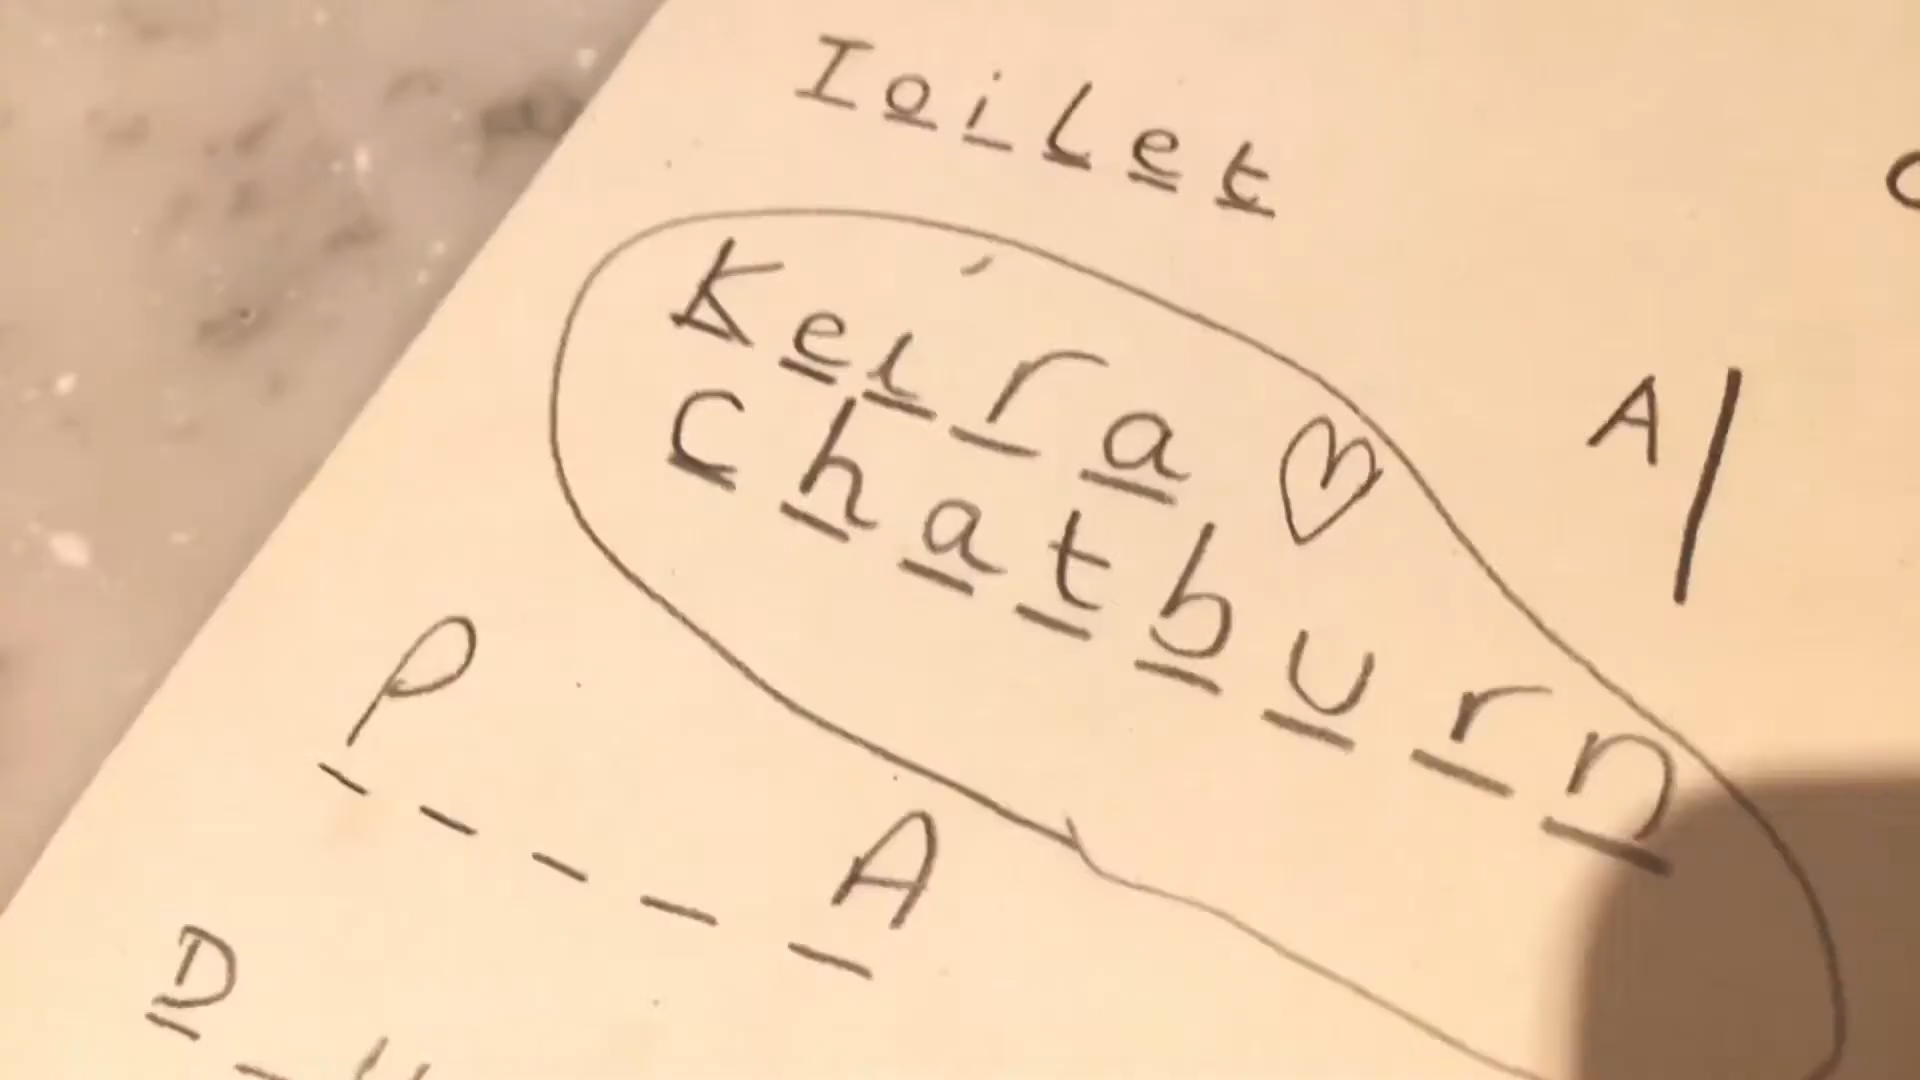 Toilet
Keira
Chatburn
A
P _ _ _ A
D